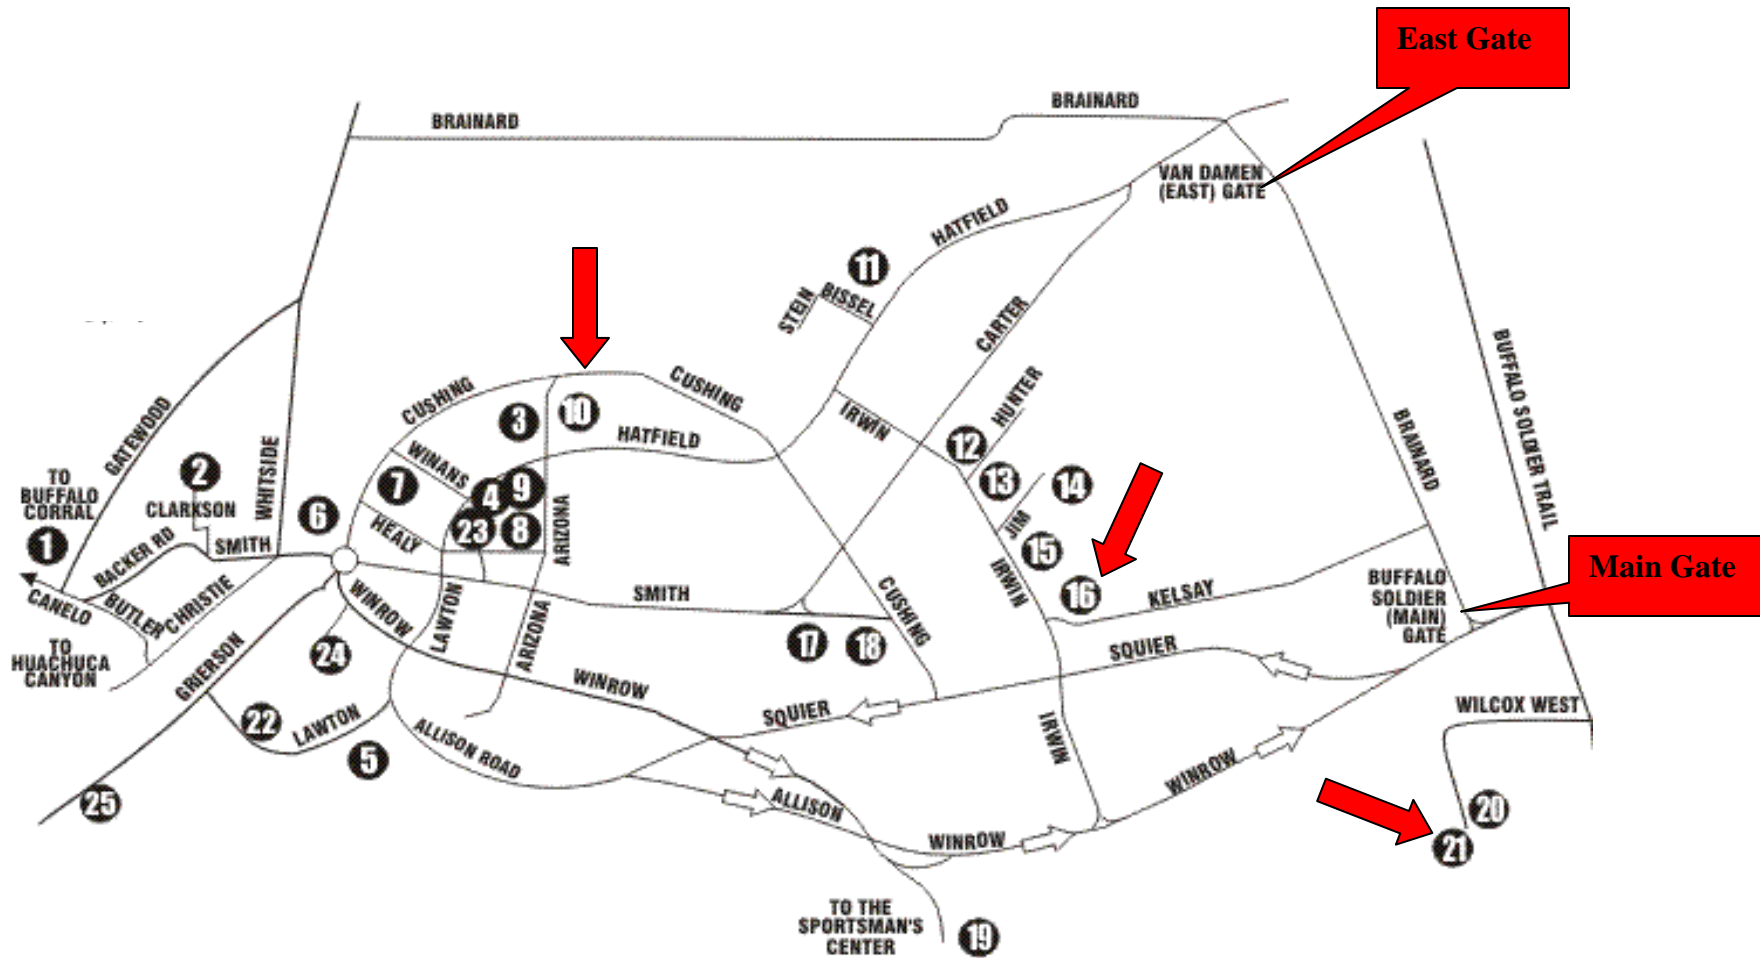 East Gate
BRAINARD
BRAINARD
VAN DAMEN
(EAST) GATE
HATFIELD
11
BISSEL
STEIN
CARTER
BUFFALO SOLDIER TRAIL
CUSHING
CUSHING
HUNTER
GATEWOOD
3
10
IRWIN
BRAINARD
HATFIELD
12
WINANS
WHITSIDE
2
TO
BUFFALO
CORRAL
7
4
9
13
14
CLARKSON
6
23
8
ARIZONA
HEALY
JIM
1
BACKER RD
SMITH
15
Main Gate
IRWIN
16
KELSAY
BUFFALO
SOLDIER
(MAIN)
GATE
CANELO
BUTLER
CHRISTIE
WINROW
LAWTON
ARIZONA
SMITH
CUSHING
17
18
SQUIER
TO
HUACHUCA
CANYON
GRIERSON
24
WINROW
WILCOX WEST
SQUIER
22
LAWTON
5
ALLISON ROAD
IRWIN
WINROW
25
ALLISON
20
WINROW
21
TO THE
SPORTSMAN'S
CENTER
19